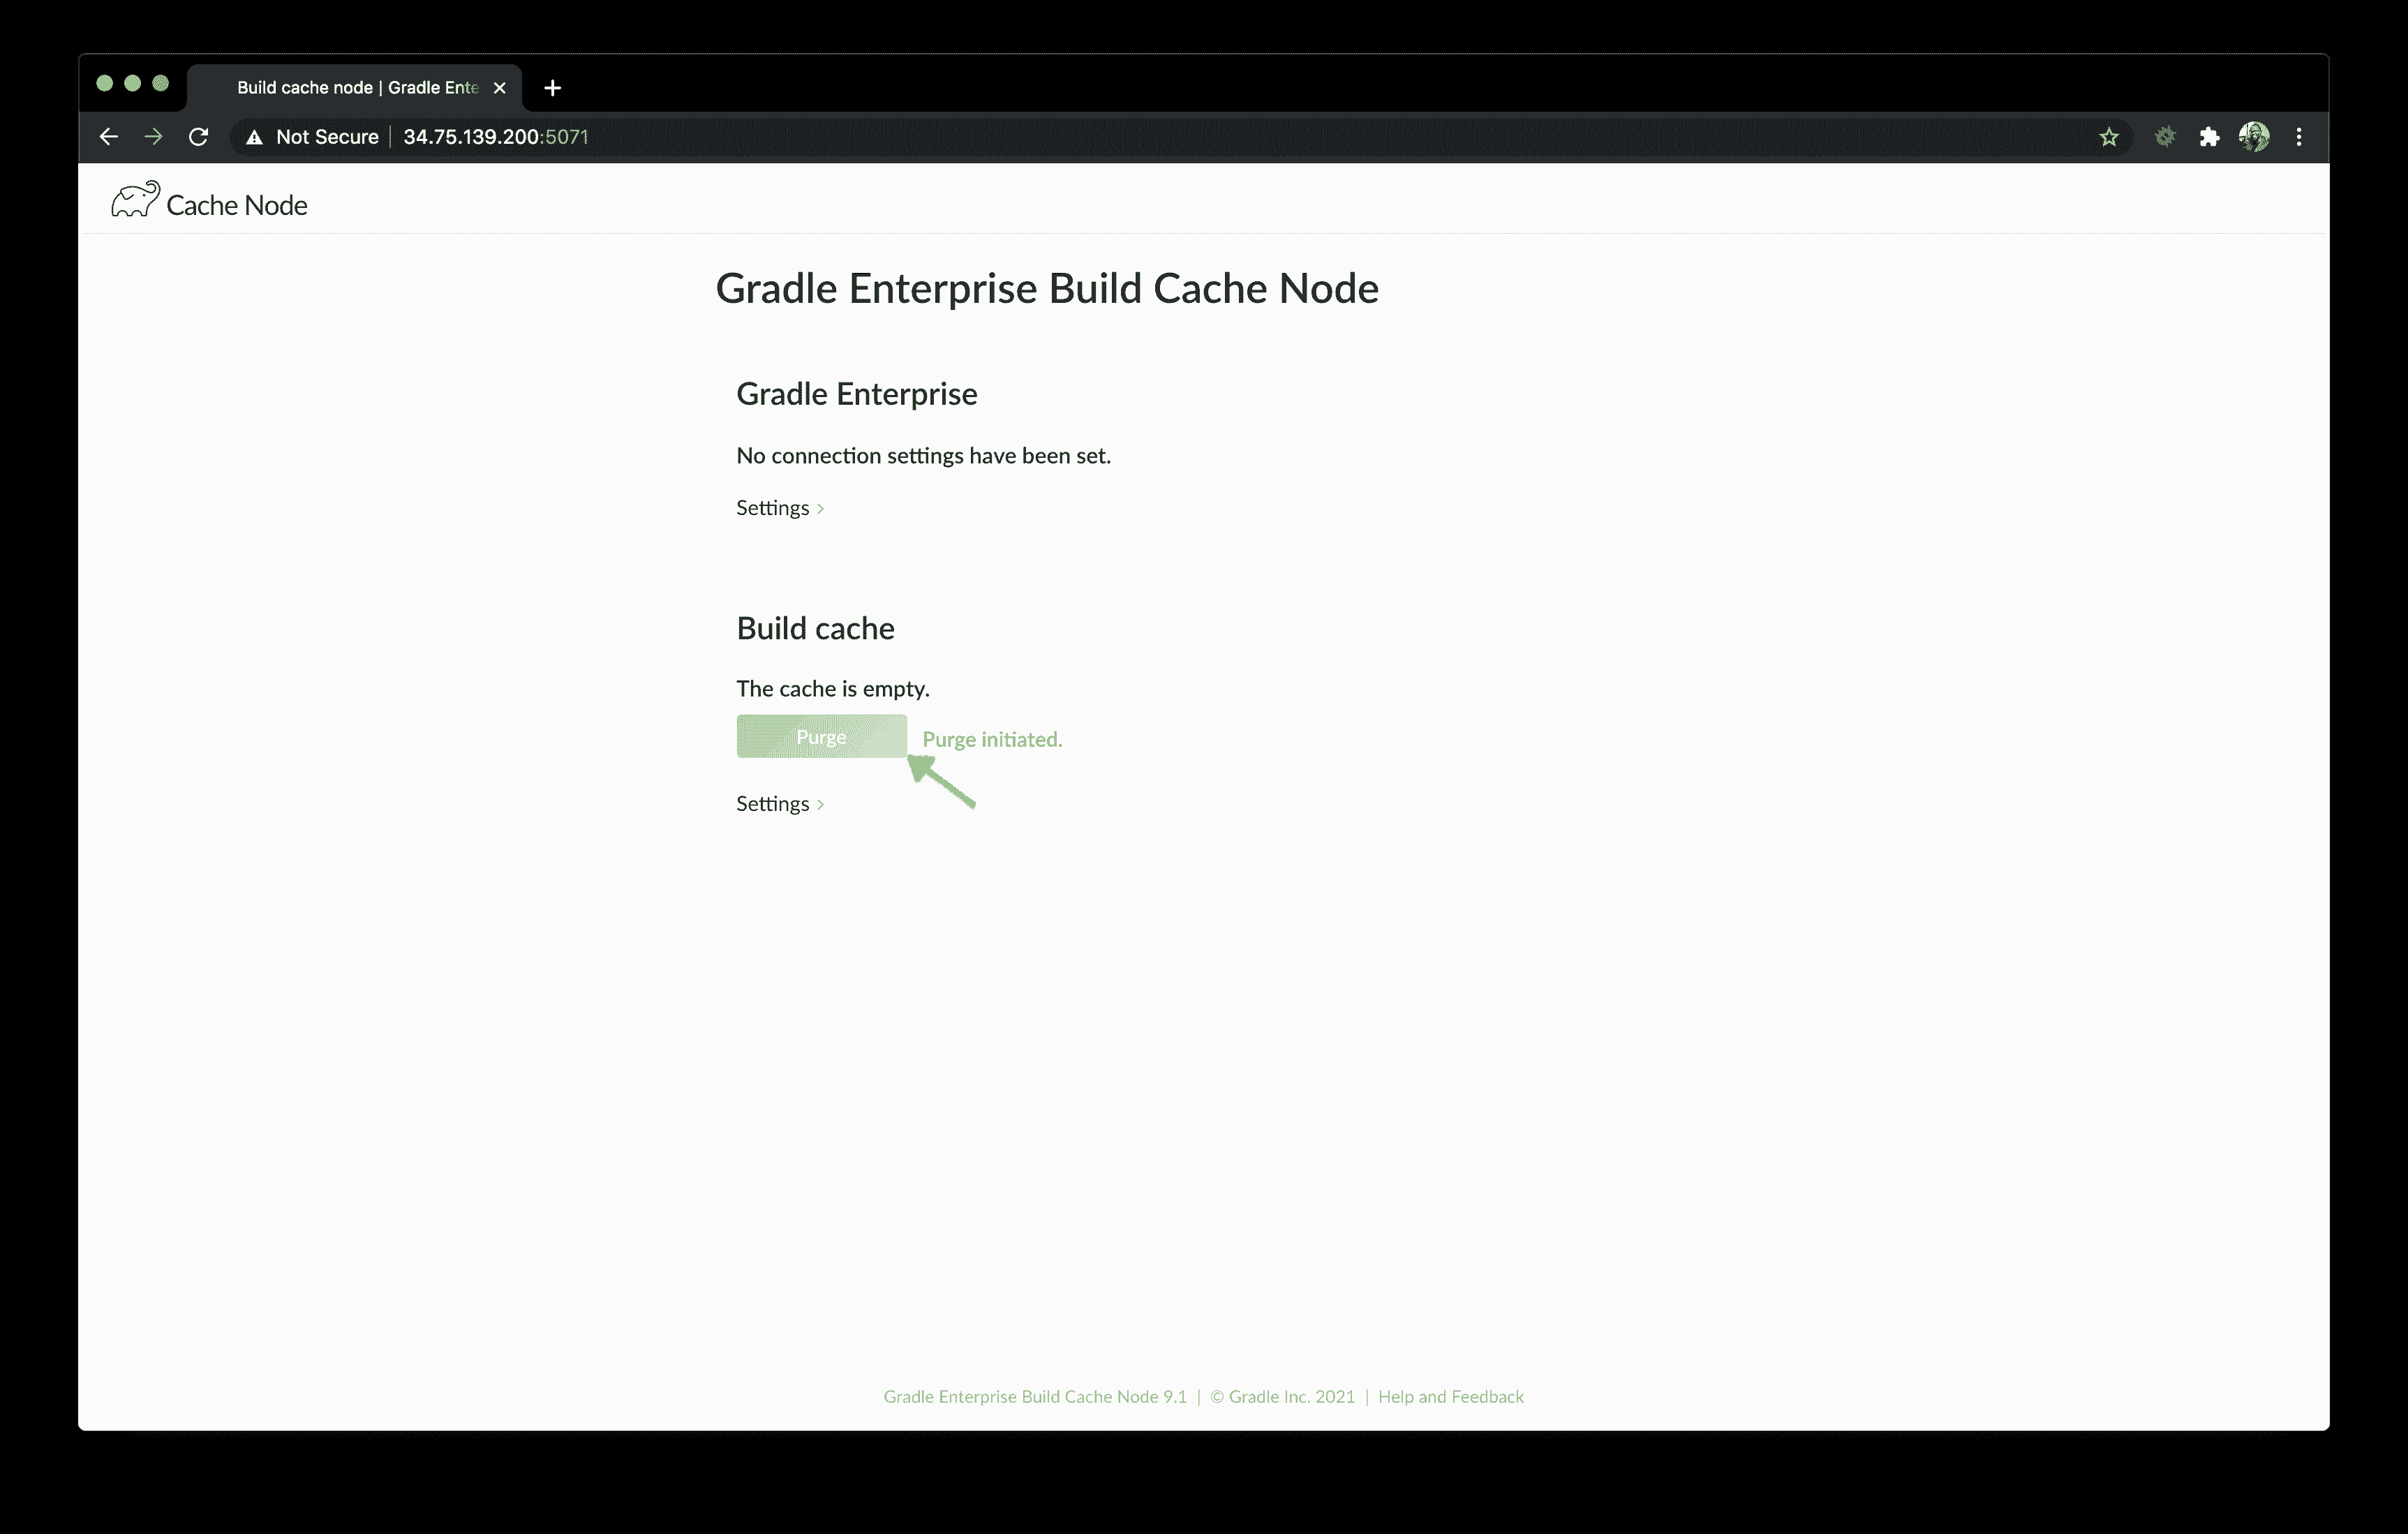 Build cache node | Gradle Ente
Not Secure | 34.75.139.200:5071
Cache Node
Gradle Enterprise Build Cache Node
Gradle Enterprise
No connection settings have been set.
Settings >
Build cache
The cache is empty.
Purge Purge initiated.
Settings >
Gradle Enterprise Build Cache Node 9.1 | © Gradle Inc. 2021 | Help and Feedback